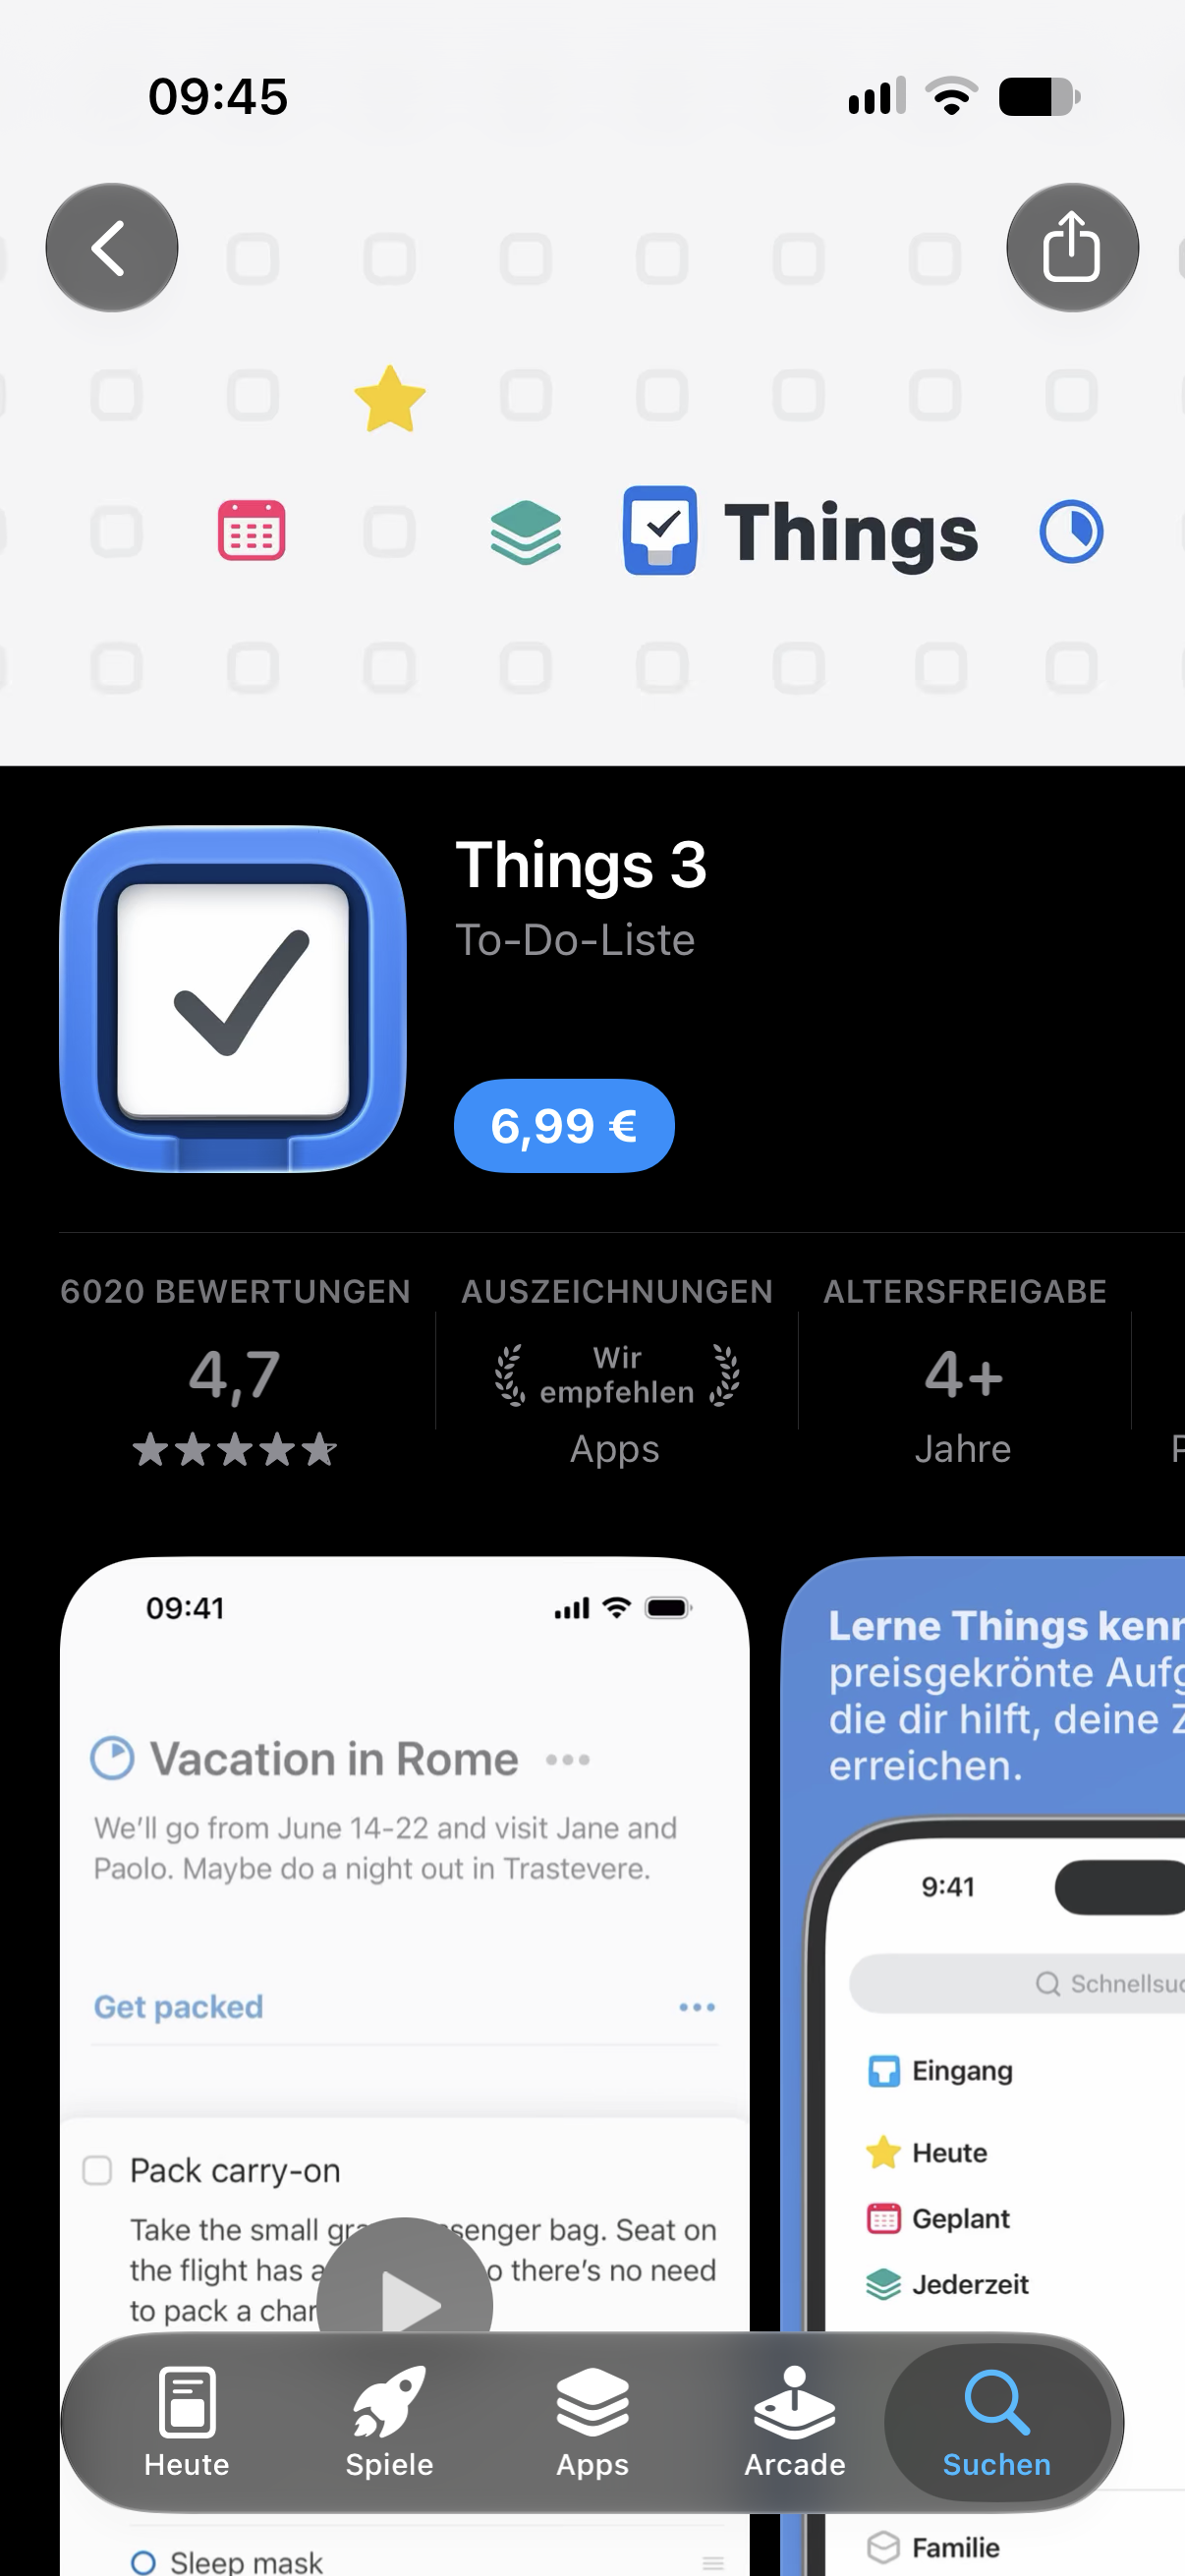 09:45
Things
Things 3
To-Do-Liste
6,99 €
6020 BEWERTUNGEN
4,7
AUSZEICHNUNGEN
Wir
empfehlen
Apps
ALTERSFREIGABE
4+
Jahre
09:41
Vacation in Rome
We'll go from June 14-22 and visit Jane and
Paolo. Maybe do a night out in Trastevere.
Get packed
Pack carry-on
Take the small bag. Seat on
the flight has there's no need
to pack a
Lerne Things
preisgekrönte
die dir hilft, deine
erreichen.
9:41
Eingang
Heute
Geplant
Jederzeit
Heute
Spiele
Apps
Arcade
Suchen
Sleep mask
Familie